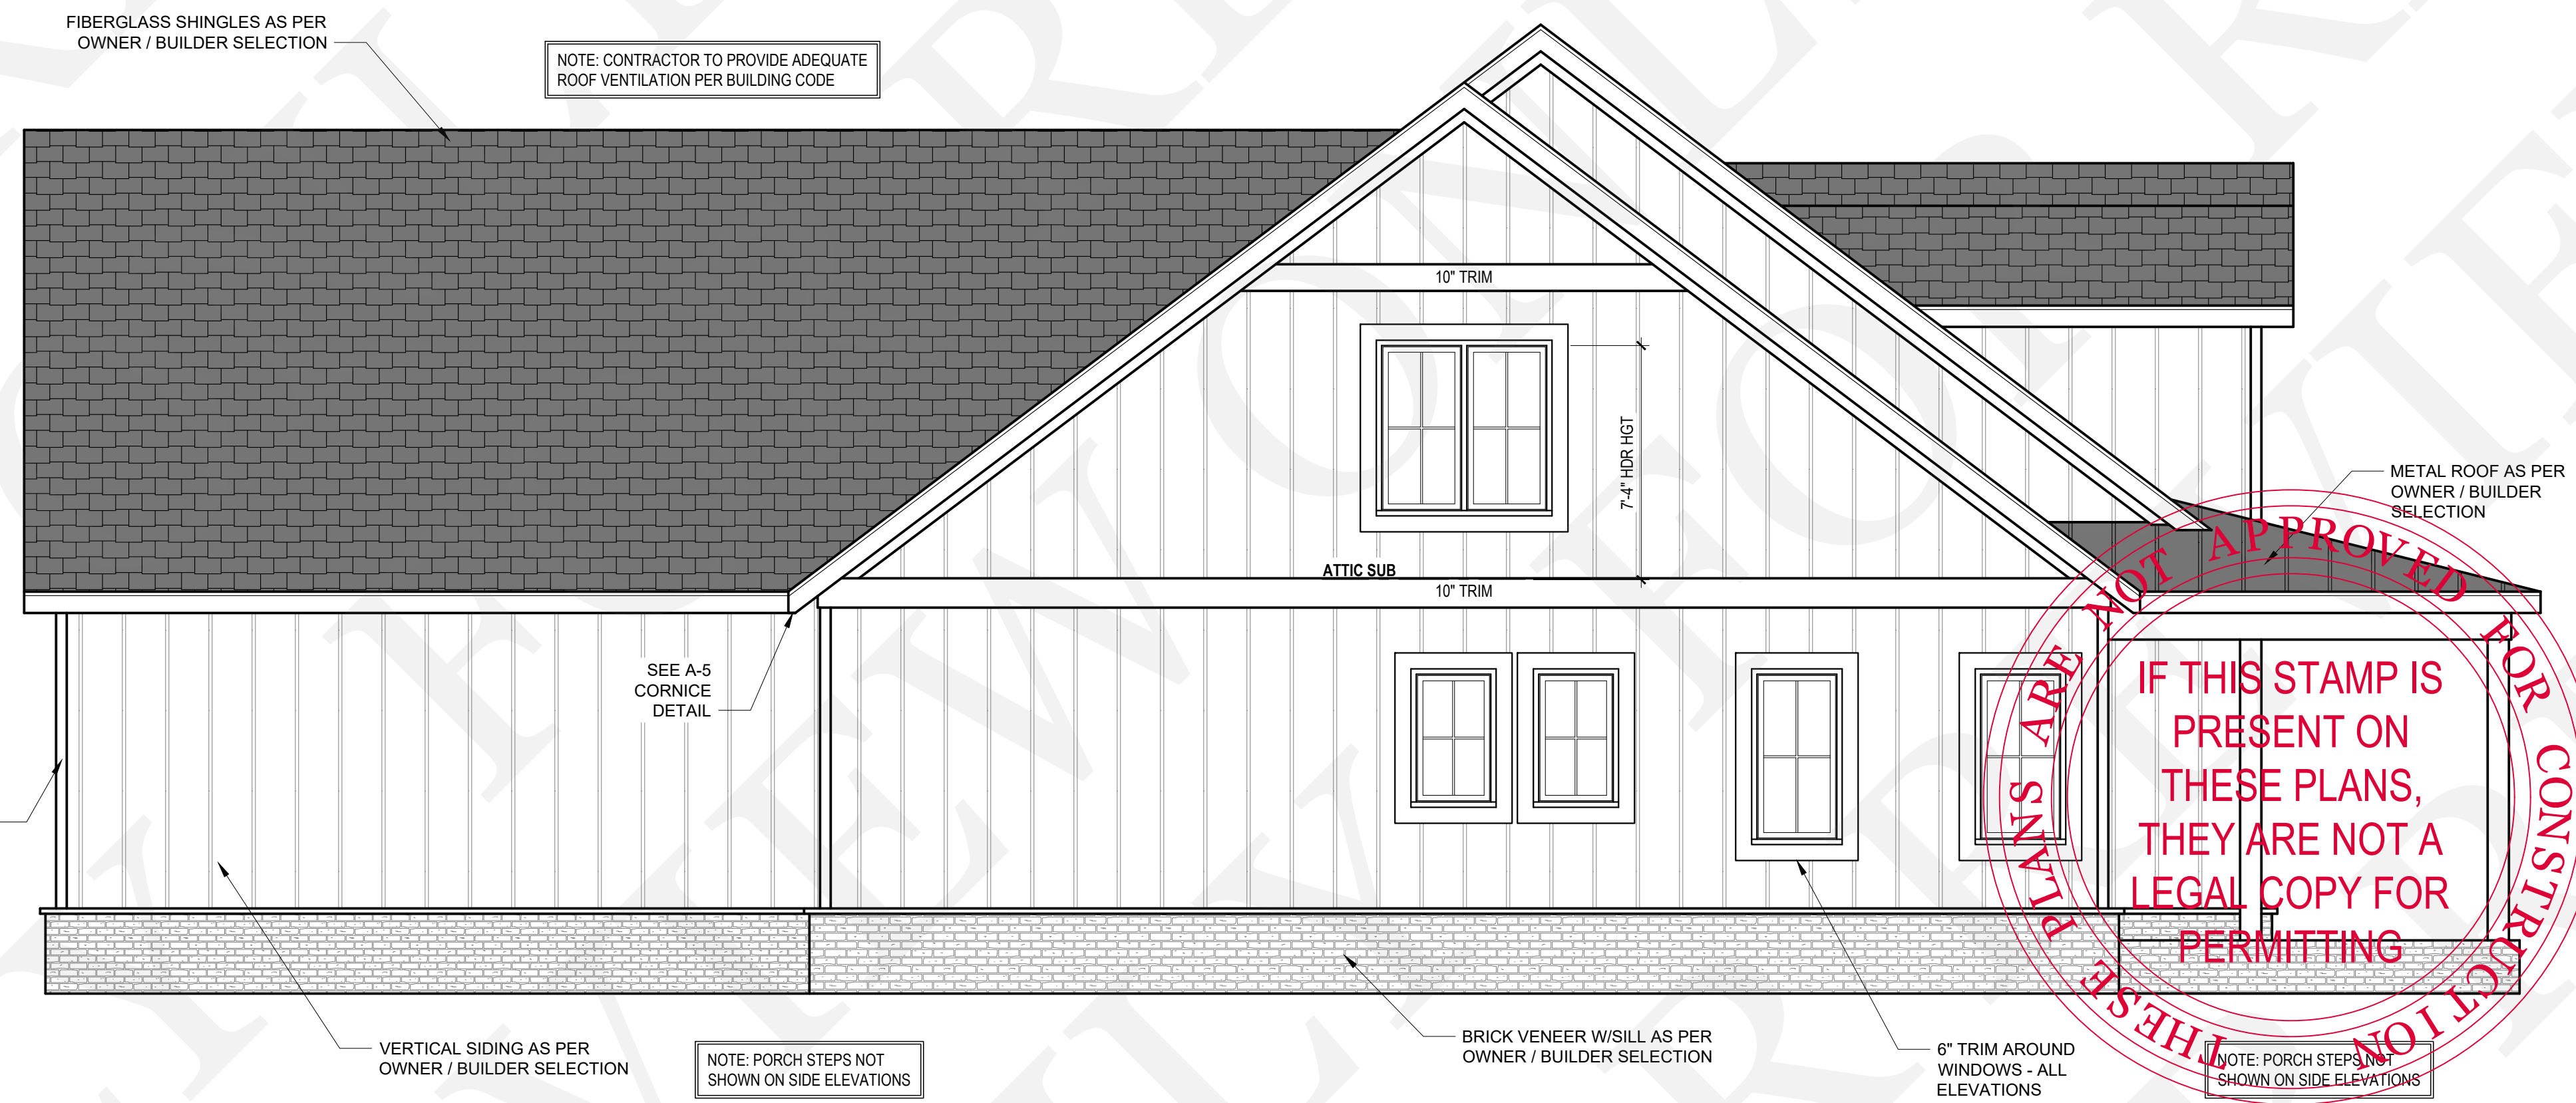 FIBERGLASS SHINGLES AS PER
OWNER / BUILDER SELECTION
NOTE: CONTRACTOR TO PROVIDE ADEQUATE
ROOF VENTILATION PER BUILDING CODE
10" TRIM
7'-4" HDR HGT
METAL ROOF AS PER
OWNER / BUILDER
SELECTION
ATTIC SUB
10" TRIM
SEE A-5
CORNICE
DETAIL
THESE PLANS ARE NOT APPROVED FOR CONSTRUCTION
IF THIS STAMP IS
PRESENT ON
THESE PLANS,
THEY ARE NOT A
LEGAL COPY FOR
PERMITTING
VERTICAL SIDING AS PER
OWNER / BUILDER SELECTION
NOTE: PORCH STEPS NOT
SHOWN ON SIDE ELEVATIONS
BRICK VENEER W/SILL AS PER
OWNER / BUILDER SELECTION
6" TRIM AROUND
WINDOWS - ALL
ELEVATIONS
NOTE: PORCH STEPS NOT
SHOWN ON SIDE ELEVATIONS